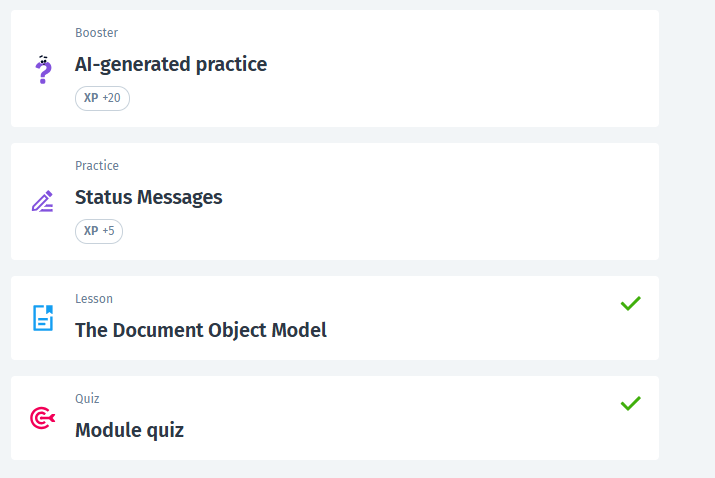 Booster
AI-generated practice
XP +20
Practice
Status Messages
XP +5
Lesson
The Document Object Model
Quiz
Module quiz